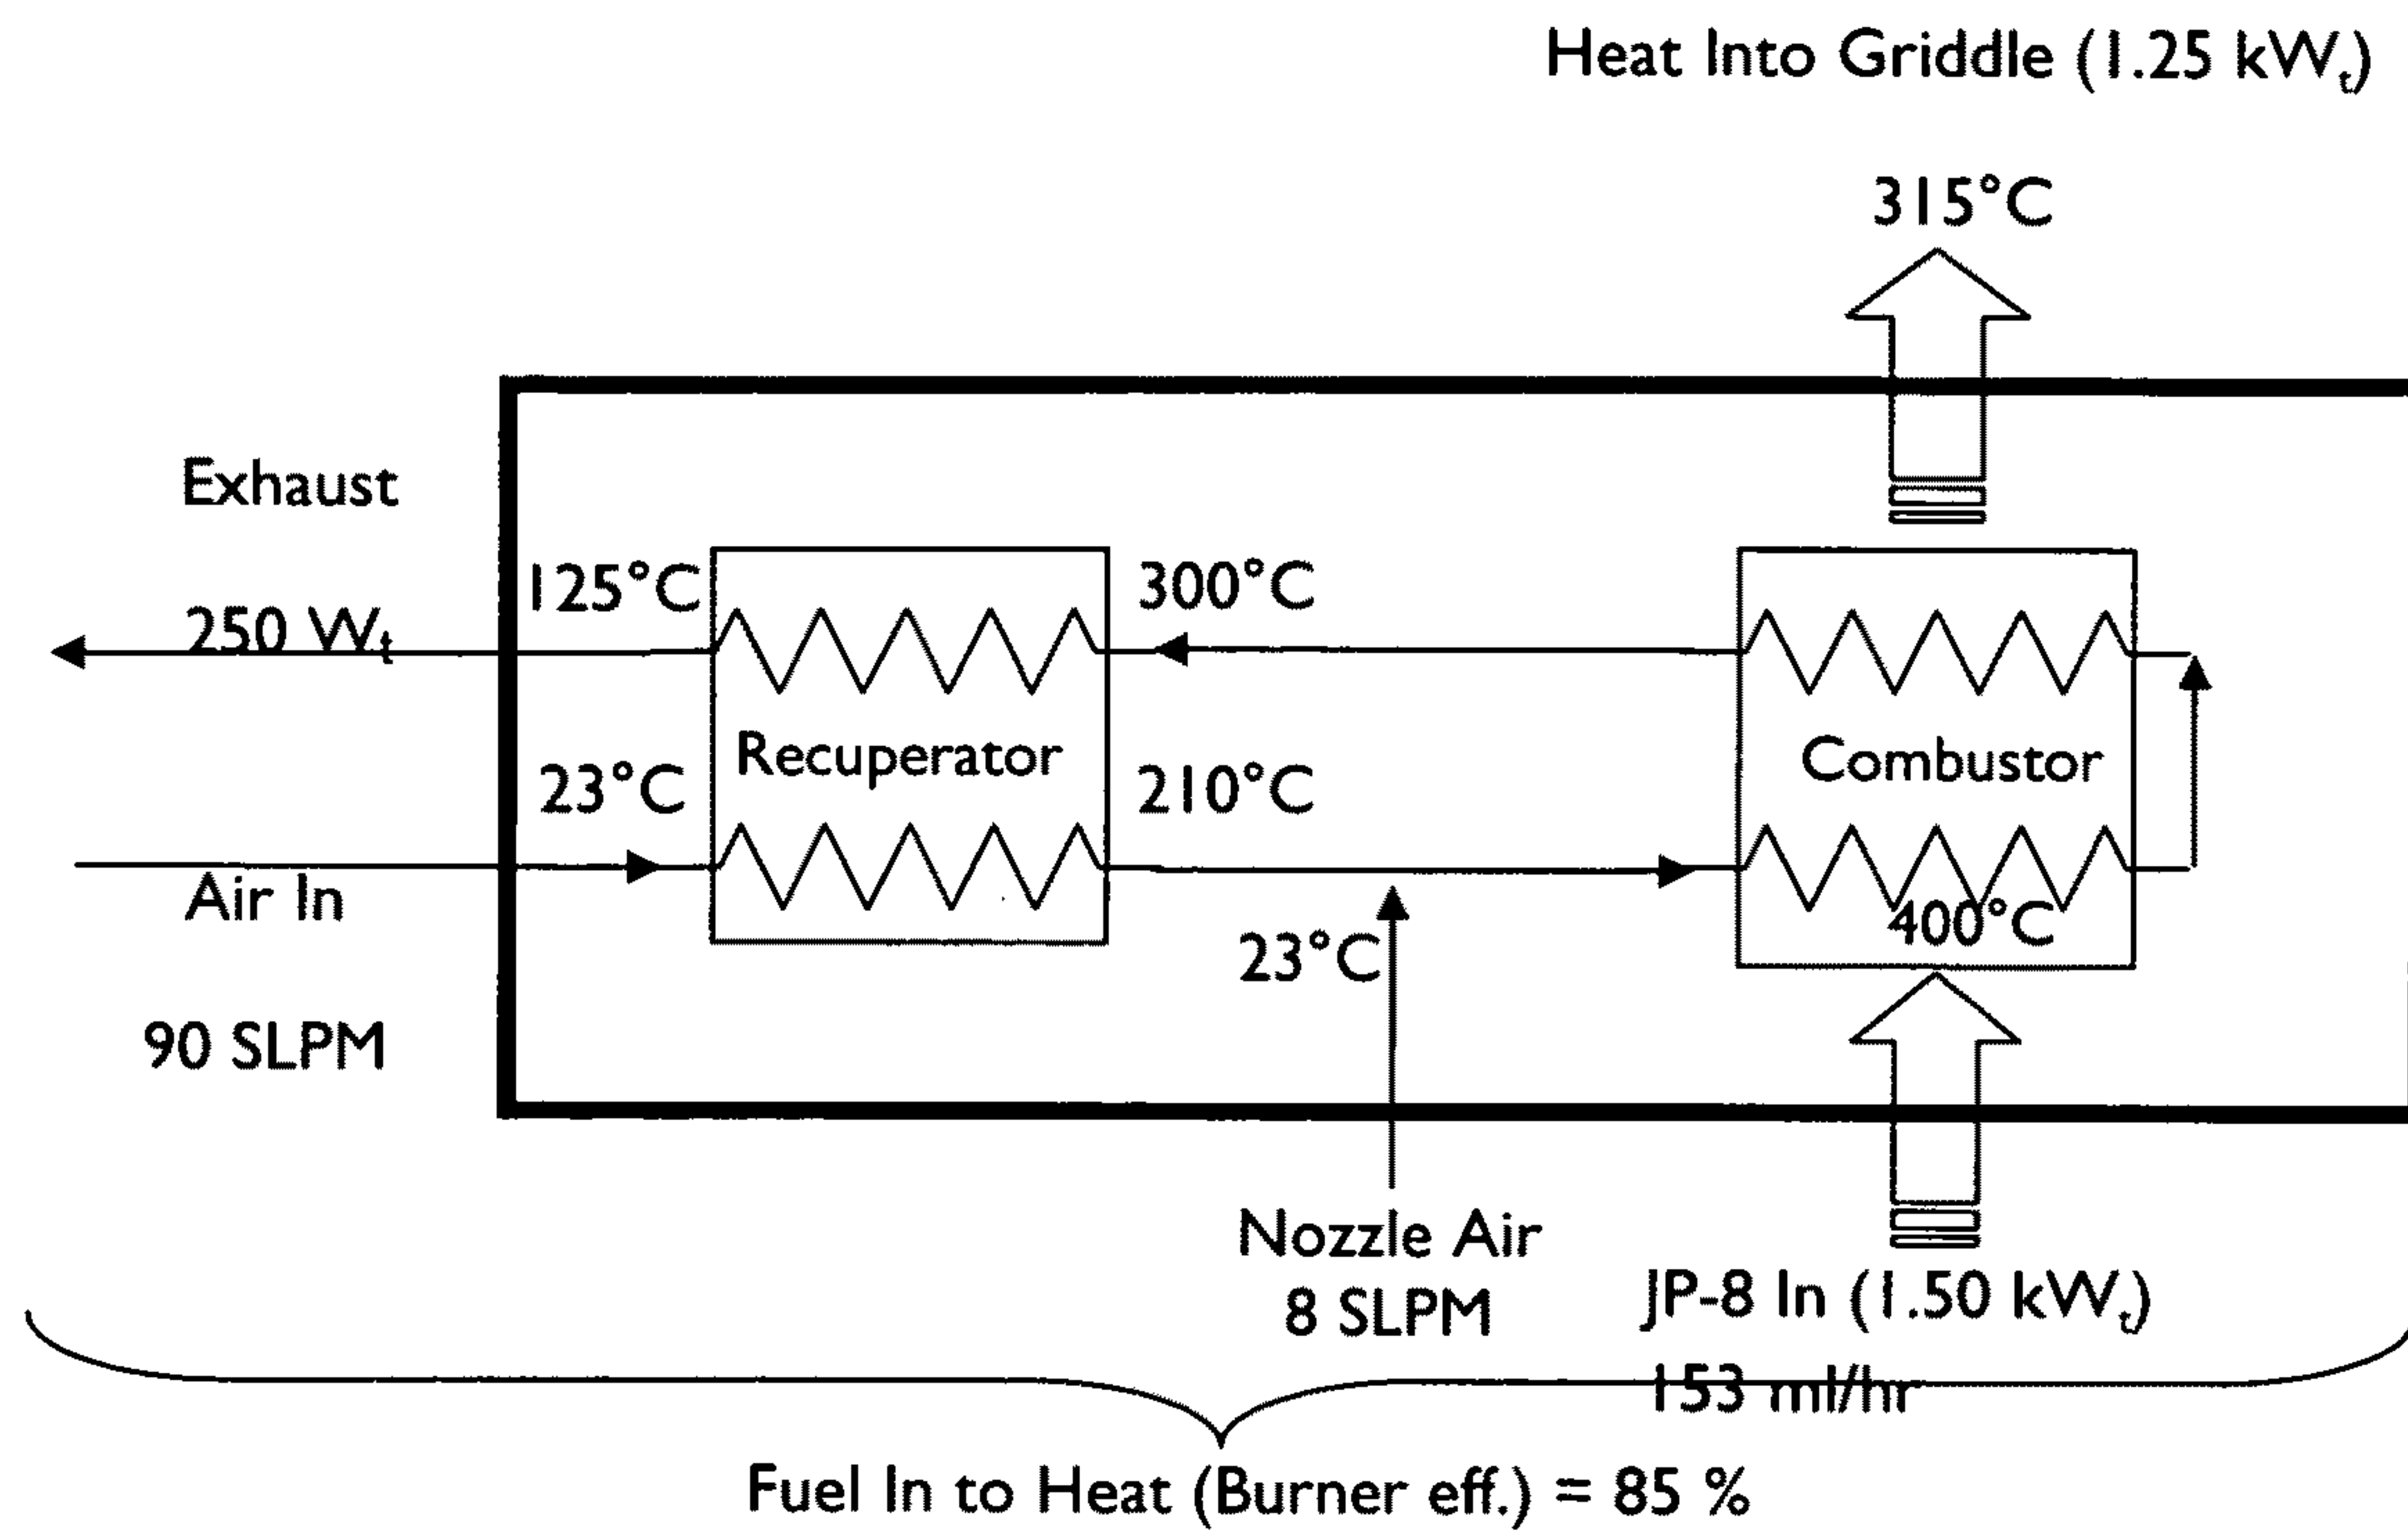 Heat Into Griddle (1.25 kWt)
315°C
Exhaust
125°C
300°C
250 Wt
Recuperator
Combustor
23°C
210°C
Air In
400°C
23°C
90 SLPM
Nozzle Air
8 SLPM
JP-8 In (1.50 kWt)
153 ml/hr
Fuel In to Heat (Burner eff.) = 85 %